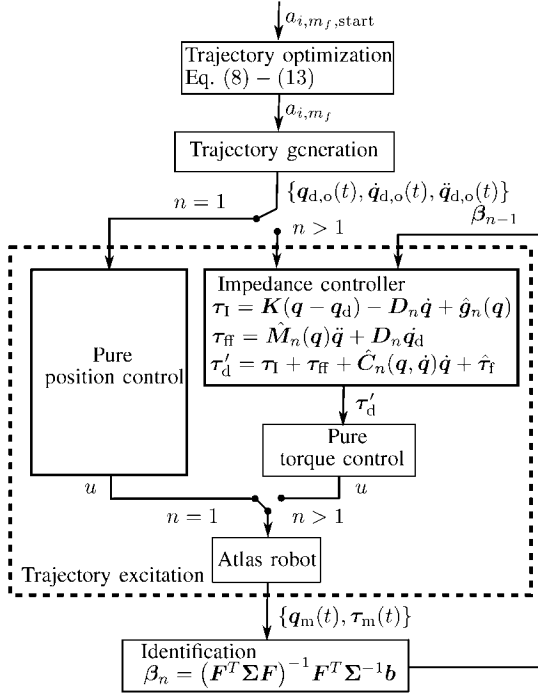 a_{i,m_f,start}
Trajectory optimization
Eq. (8) – (13)
a_{i,m_f}
Trajectory generation
{q_{d,o}(t), q̇_{d,o}(t), q̈_{d,o}(t)}
n = 1
n > 1
β_{n−1}
Impedance controller
τ_I = K(q − q_d) − D_n q̇ + ĝ_n(q)
τ_ff = M̂_n(q)q̈ + D_n q̇_d
τ′_d = τ_I + τ_ff + Ĉ_n(q, q̇)q̇ + τ̂_f
Pure
position control
τ′_d
Pure
torque control
u
u
n = 1
n > 1
Atlas robot
Trajectory excitation
{q_m(t), τ_m(t)}
Identification
β_n = (F^T Σ F)^{−1} F^T Σ^{−1} b